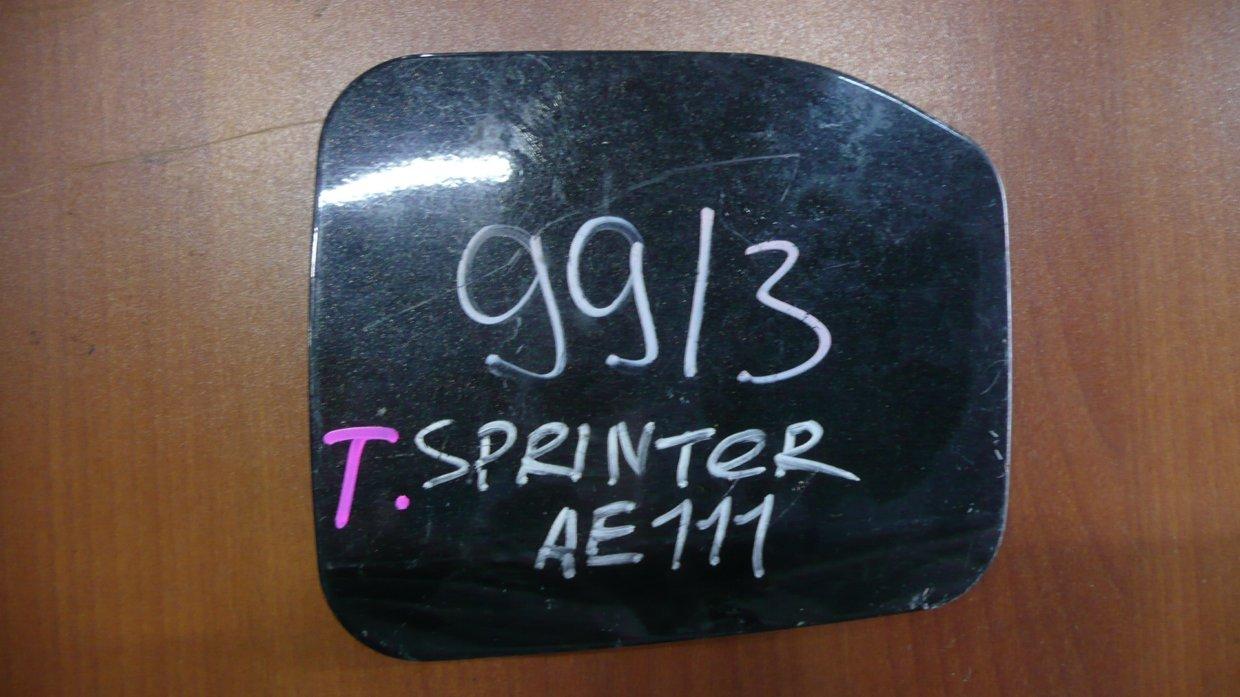 99/3
T. SPRINTER
AE111